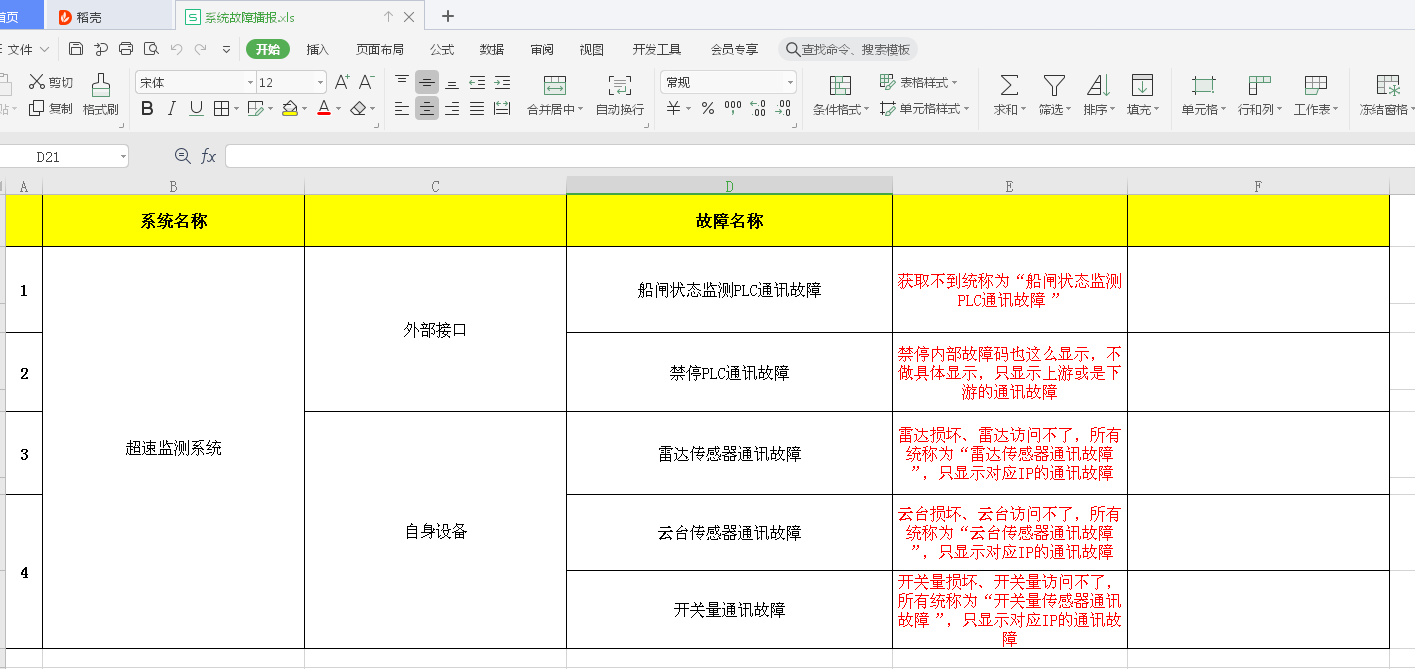 首页 稻壳 S 系统故障播报.xls
文件 开始 插入 页面布局 公式 数据 审阅 视图 开发工具 会员专享 查找命令、搜索模板
剪切 宋体 12 A+ A- 常规 表格样式
贴 复制 格式刷 B I U A 合并居中 自动换行 ¥ % 000 条件格式 单元格样式 求和 筛选 排序 填充 单元格 行和列 工作表 冻结窗格
D21 fx
A B C D E F
系统名称 故障名称
1 船闸状态监测PLC通讯故障
获取不到统称为“船闸状态监测
PLC通讯故障 ”
外部接口
2 禁停PLC通讯故障
禁停内部故障码也这么显示，不
做具体显示，只显示上游或是下
游的通讯故障
超速监测系统
3 雷达传感器通讯故障
雷达损坏、雷达访问不了，所有
统称为“雷达传感器通讯故障
”，只显示对应IP的通讯故障
自身设备
云台传感器通讯故障
云台损坏、云台访问不了，所有
统称为“云台传感器通讯故障
”，只显示对应IP的通讯故障
4
开关量通讯故障
开关量损坏、开关量访问不了，
所有统称为“开关量传感器通讯
故障 ”，只显示对应IP的通讯故
障